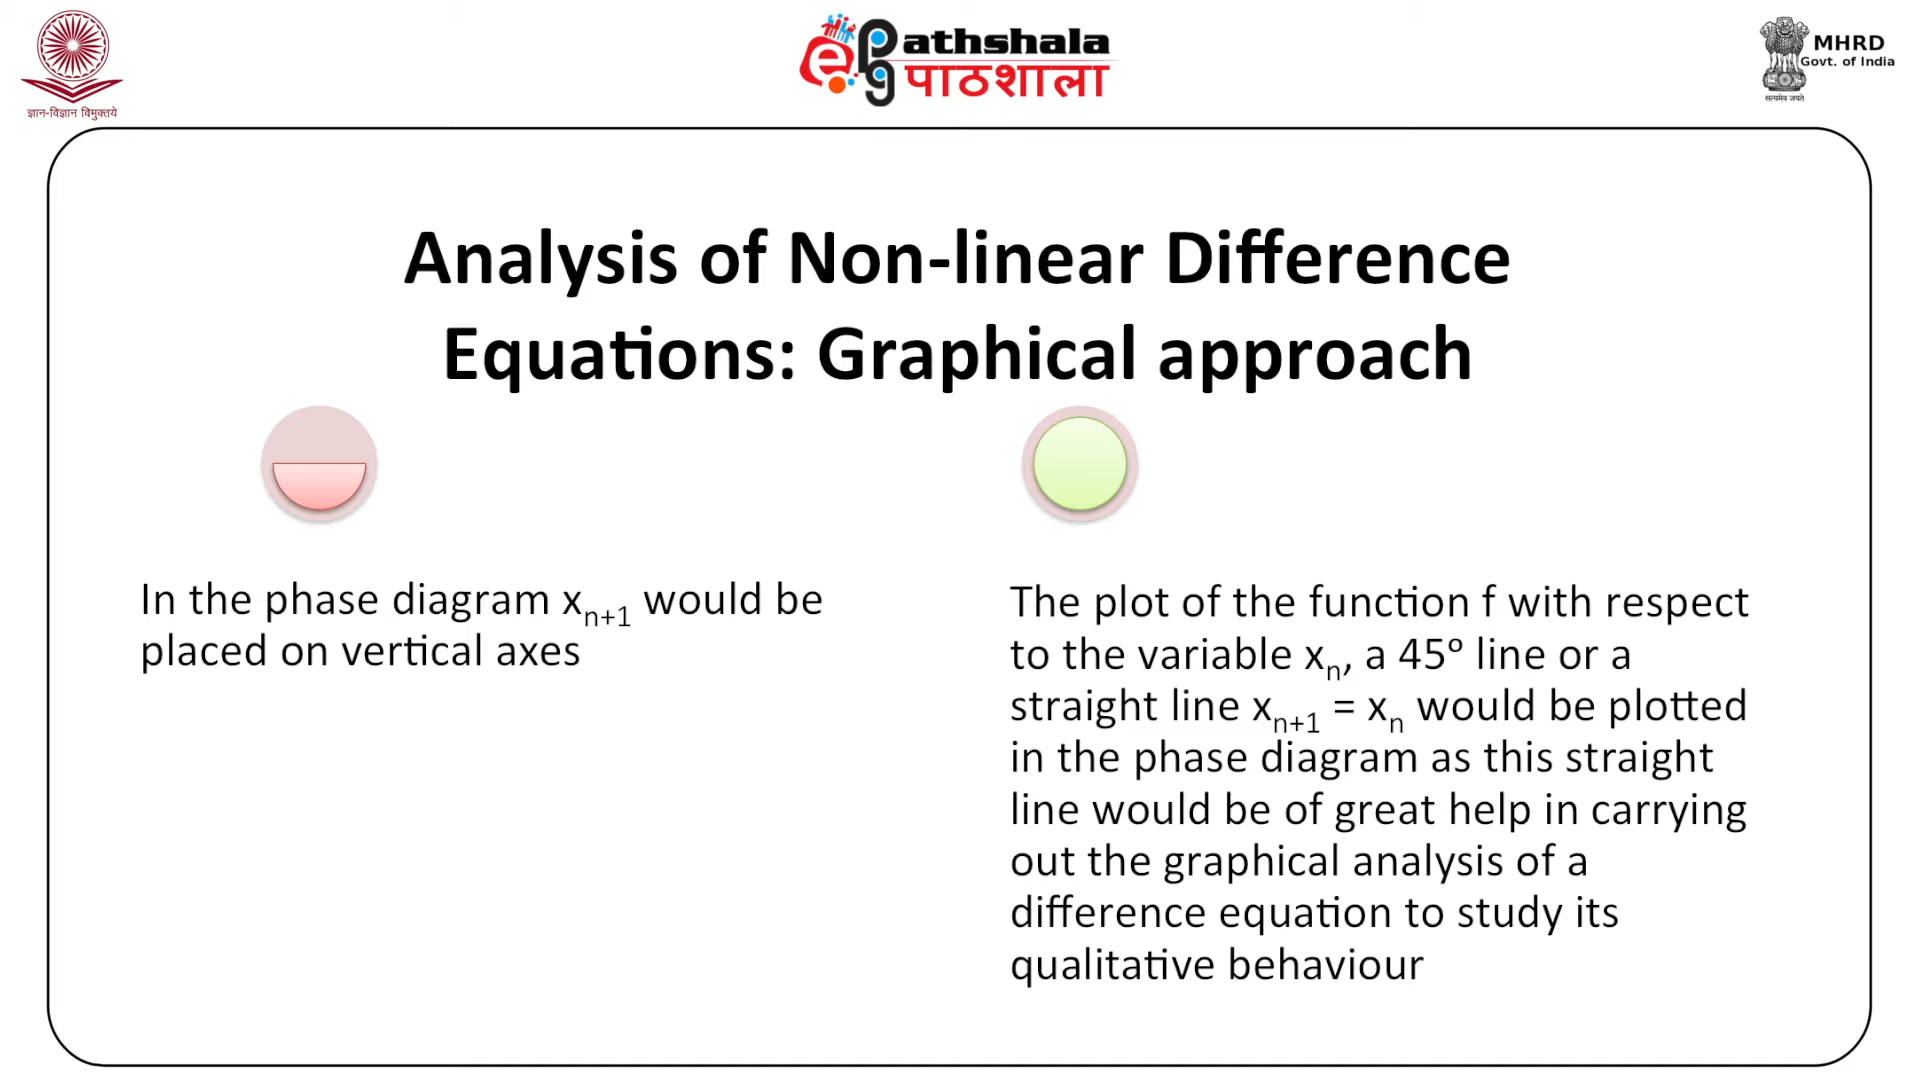 ज्ञान-विज्ञान विमुक्तये
e pg Pathshala
पाठशाला
MHRD
Govt. of India
सत्यमेव जयते
Analysis of Non-linear Difference
Equations: Graphical approach
In the phase diagram xₙ₊₁ would be
placed on vertical axes
The plot of the function f with respect
to the variable xₙ, a 45° line or a
straight line xₙ₊₁ = xₙ would be plotted
in the phase diagram as this straight
line would be of great help in carrying
out the graphical analysis of a
difference equation to study its
qualitative behaviour